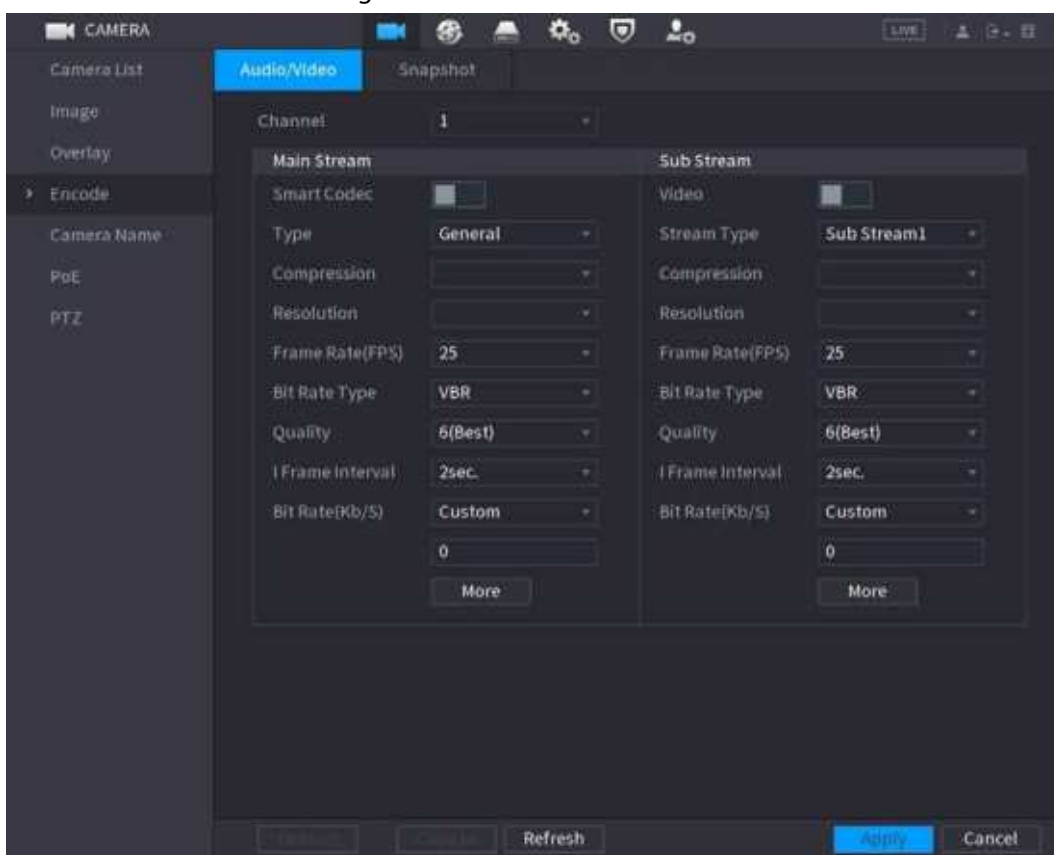 CAMERA
LIVE
Camera List
Image
Overlay
Encode
Camera Name
PoE
PTZ
Audio/Video Snapshot
Channel 1
Main Stream Sub Stream
Smart Codec Video
Type General Stream Type Sub Stream1
Compression Compression
Resolution Resolution
Frame Rate(FPS) 25 Frame Rate(FPS) 25
Bit Rate Type VBR Bit Rate Type VBR
Quality 6(Best) Quality 6(Best)
I Frame Interval 2sec. I Frame Interval 2sec.
Bit Rate(Kb/S) Custom Bit Rate(Kb/S) Custom
0 0
More More
Refresh Apply Cancel